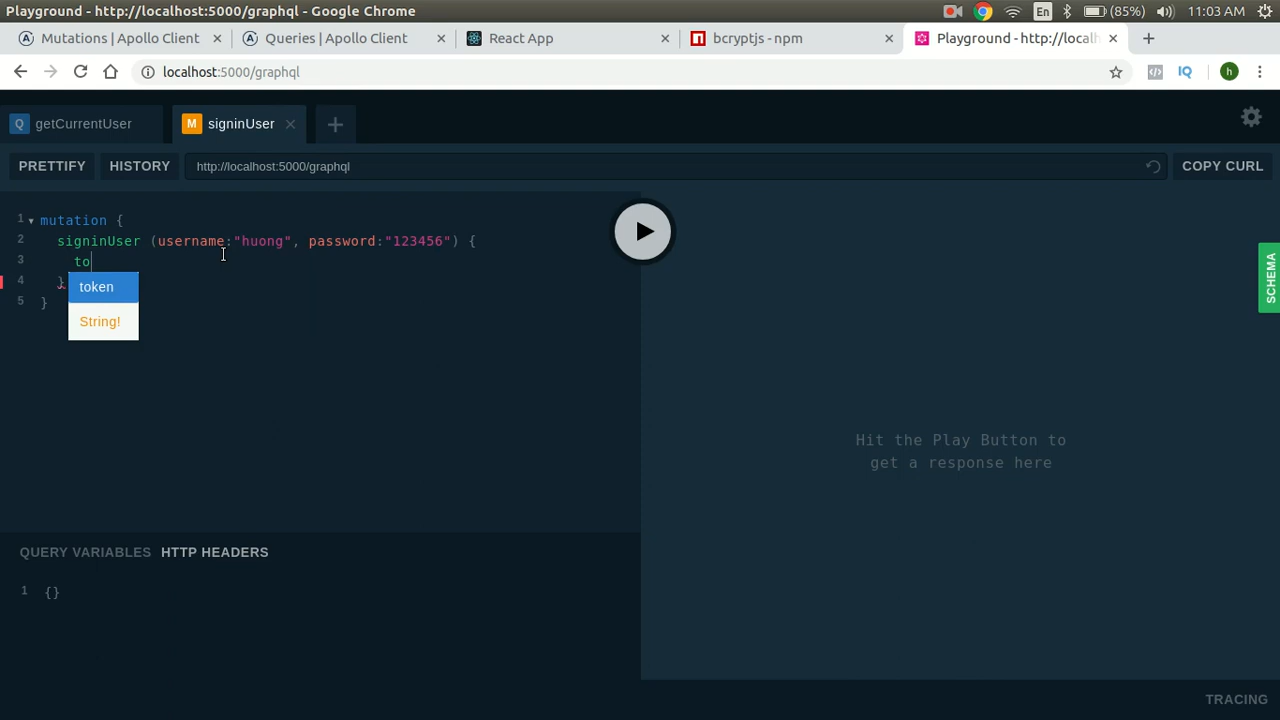 Playground - http://localhost:5000/graphql - Google Chrome
En (85%) 11:03 AM
Mutations | Apollo Client
Queries | Apollo Client
React App
bcryptjs - npm
Playground - http://localh
localhost:5000/graphql
IQ
h
Q getCurrentUser
M signinUser
PRETTIFY
HISTORY
http://localhost:5000/graphql
COPY CURL
1 mutation {
2 signinUser (username:"huong", password:"123456") {
3 to
4 }
5 }
token
String!
SCHEMA
Hit the Play Button to
get a response here
QUERY VARIABLES HTTP HEADERS
1 {}
TRACING